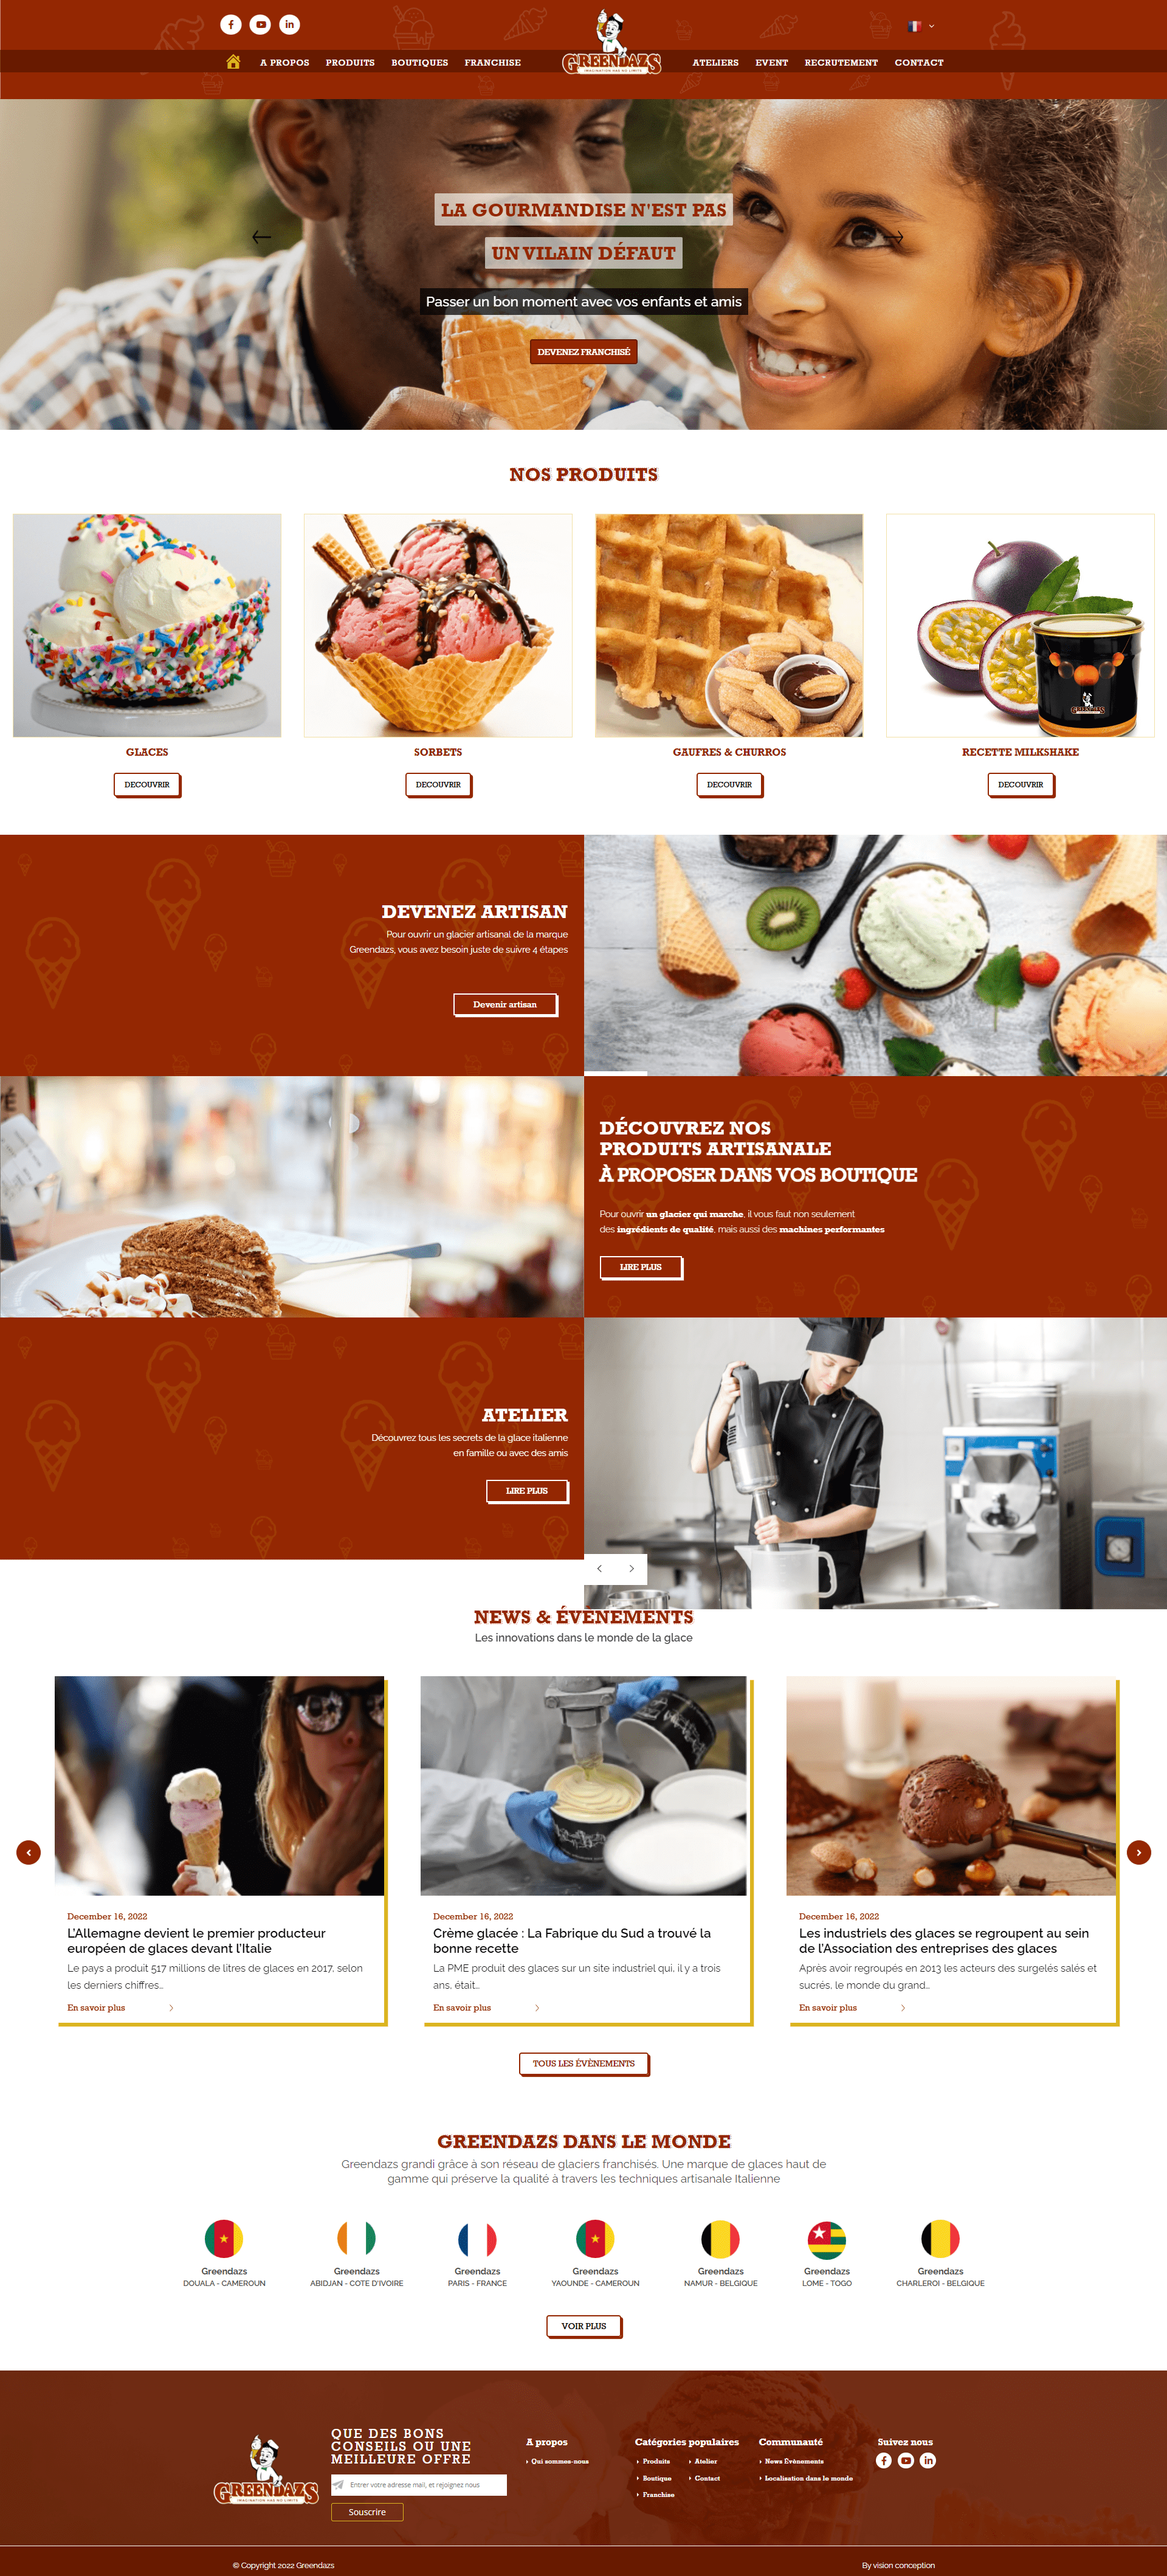 A PROPOS PRODUITS BOUTIQUES FRANCHISE
GREENDAZS
IMAGINATION HAS NO LIMITS
ATELIERS EVENT RECRUTEMENT CONTACT
LA GOURMANDISE N'EST PAS
UN VILAIN DÉFAUT
Passer un bon moment avec vos enfants et amis
DEVENEZ FRANCHISÉ
NOS PRODUITS
GLACES
DECOUVRIR
SORBETS
DECOUVRIR
GAUFRES & CHURROS
DECOUVRIR
GREENDAZS
RECETTE MILKSHAKE
DECOUVRIR
DEVENEZ ARTISAN
Pour ouvrir un glacier artisanal de la marque
Greendazs, vous avez besoin juste de suivre 4 étapes
Devenir artisan
DÉCOUVREZ NOS
PRODUITS ARTISANALE
À PROPOSER DANS VOS BOUTIQUE
Pour ouvrir un glacier qui marche, il vous faut non seulement
des ingrédients de qualité, mais aussi des machines performantes
LIRE PLUS
ATELIER
Découvrez tous les secrets de la glace italienne
en famille ou avec des amis
LIRE PLUS
NEWS & ÉVÈNEMENTS
Les innovations dans le monde de la glace
December 16, 2022
L'Allemagne devient le premier producteur
européen de glaces devant l'Italie
Le pays a produit 517 millions de litres de glaces en 2017, selon
les derniers chiffres...
En savoir plus
December 16, 2022
Crème glacée : La Fabrique du Sud a trouvé la
bonne recette
La PME produit des glaces sur un site industriel qui, il y a trois
ans, était...
En savoir plus
December 16, 2022
Les industriels des glaces se regroupent au sein
de l'Association des entreprises des glaces
Après avoir regroupés en 2013 les acteurs des surgelés salés et
sucrés, le monde du grand...
En savoir plus
TOUS LES ÉVÈNEMENTS
GREENDAZS DANS LE MONDE
Greendazs grandi grâce à son réseau de glaciers franchisés. Une marque de glaces haut de
gamme qui préserve la qualité à travers les techniques artisanale Italienne
Greendazs
DOUALA - CAMEROUN
Greendazs
ABIDJAN - COTE D'IVOIRE
Greendazs
PARIS - FRANCE
Greendazs
YAOUNDE - CAMEROUN
Greendazs
NAMUR - BELGIQUE
Greendazs
LOME - TOGO
Greendazs
CHARLEROI - BELGIQUE
VOIR PLUS
GREENDAZS
IMAGINATION HAS NO LIMITS
QUE DES BONS
CONSEILS OU UNE
MEILLEURE OFFRE
Entrer votre adresse mail, et rejoignez nous
Souscrire
A propos
Qui sommes-nous
Catégories populaires
Produits
Boutique
Franchise
Atelier
Contact
Communauté
News Évènements
Localisation dans le monde
Suivez nous
© Copyright 2022 Greendazs
By vision conception